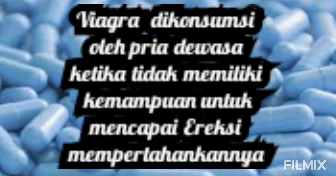 Viagra dikonsumsi
oleh pria dewasa
ketika tidak memiliki
kemampuan untuk
mencapai Ereksi
mempertahankannya
FILMIX